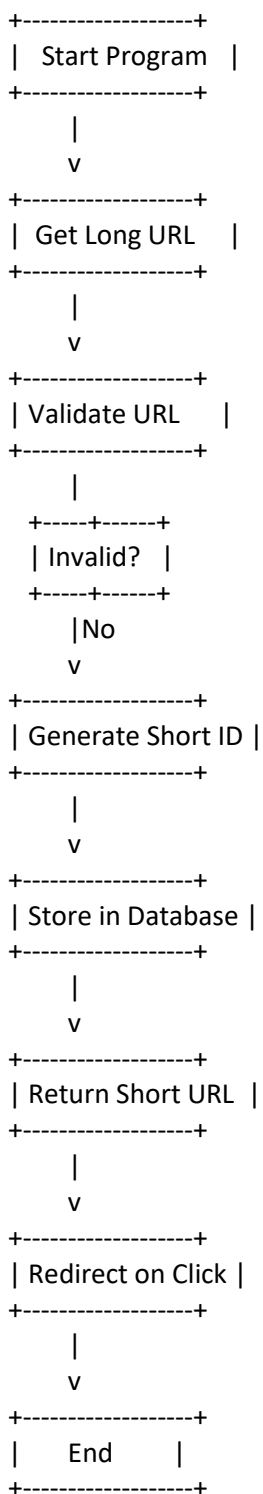 +-------------------+
| Start Program |
+-------------------+
|
v
+-------------------+
| Get Long URL |
+-------------------+
|
v
+-------------------+
| Validate URL |
+-------------------+
|
+-----+------+
| Invalid? |
+-----+------+
|No
v
+-------------------+
| Generate Short ID |
+-------------------+
|
v
+-------------------+
| Store in Database |
+-------------------+
|
v
+-------------------+
| Return Short URL |
+-------------------+
|
v
+-------------------+
| Redirect on Click |
+-------------------+
|
v
+-------------------+
| End |
+-------------------+